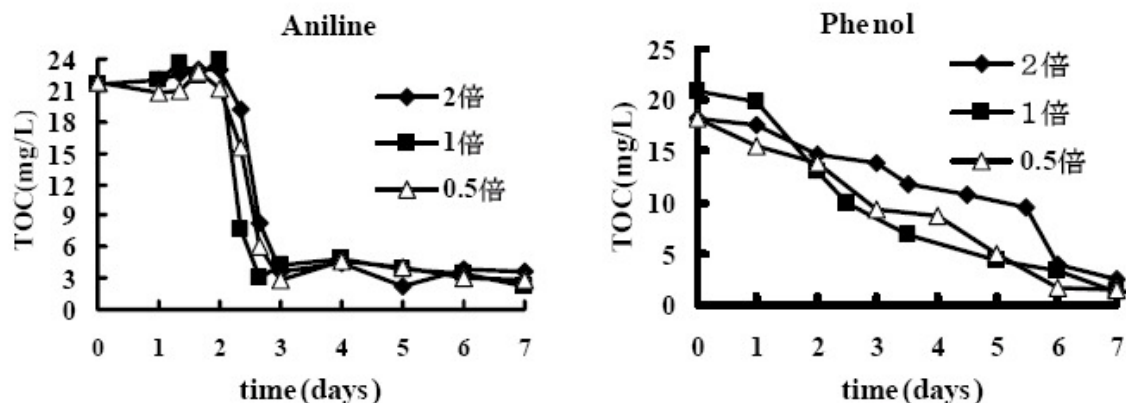 Aniline
TOC(mg/L)
24
21
18
15
12
9
6
3
0
0 1 2 3 4 5 6 7
time(days)
2倍
1倍
0.5倍
Phenol
TOC(mg/L)
25
20
15
10
5
0
0 1 2 3 4 5 6 7
time(days)
2倍
1倍
0.5倍